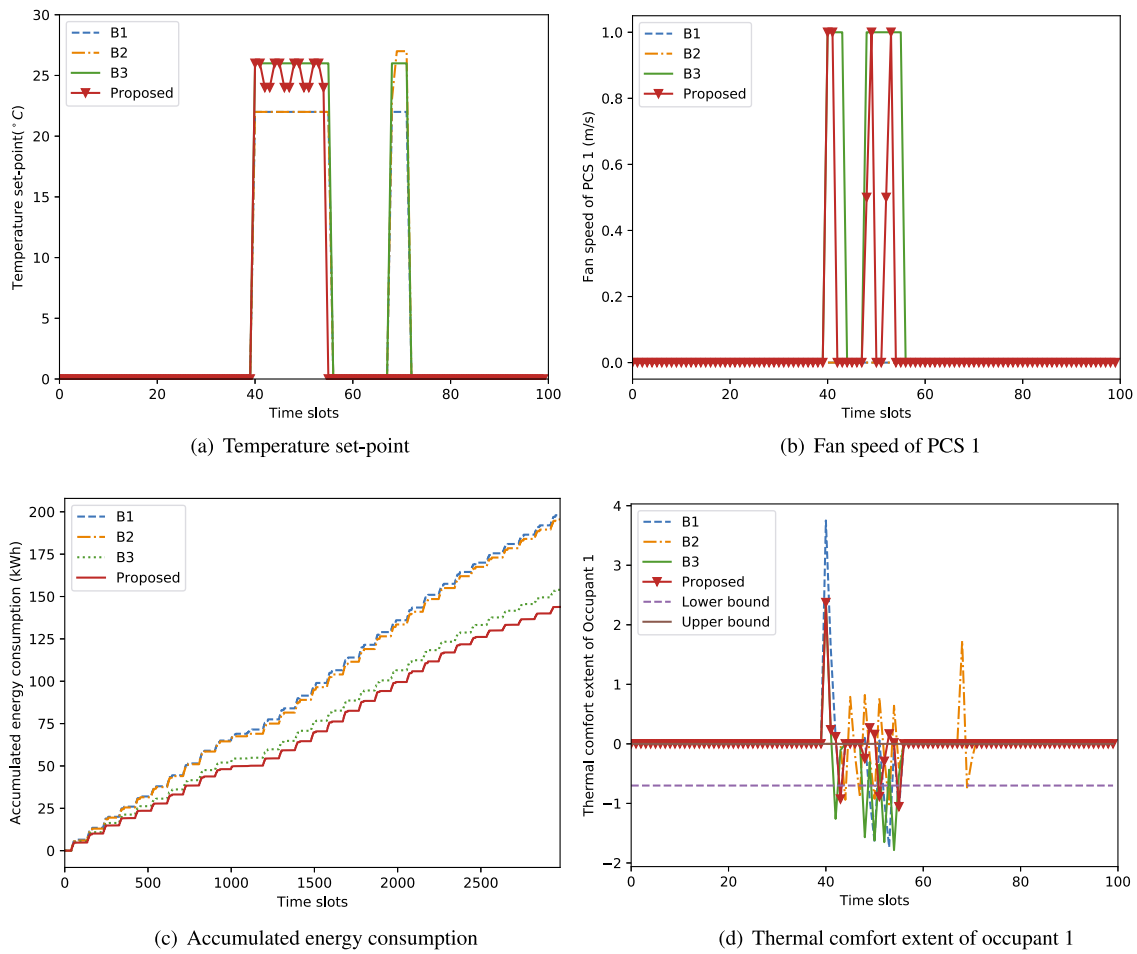 30
25
20
15
10
5
0
Temperature set-point(°C)
B1
B2
B3
Proposed
0
20
40
60
80
100
Time slots
(a) Temperature set-point
1.0
0.8
0.6
0.4
0.2
0.0
Fan speed of PCS 1 (m/s)
B1
B2
B3
Proposed
0
20
40
60
80
100
Time slots
(b) Fan speed of PCS 1
200
175
150
125
100
75
50
25
0
Accumulated energy consumption (kWh)
B1
B2
B3
Proposed
0
500
1000
1500
2000
2500
Time slots
(c) Accumulated energy consumption
4
3
2
1
0
−1
−2
Thermal comfort extent of Occupant 1
B1
B2
B3
Proposed
Lower bound
Upper bound
0
20
40
60
80
100
Time slots
(d) Thermal comfort extent of occupant 1